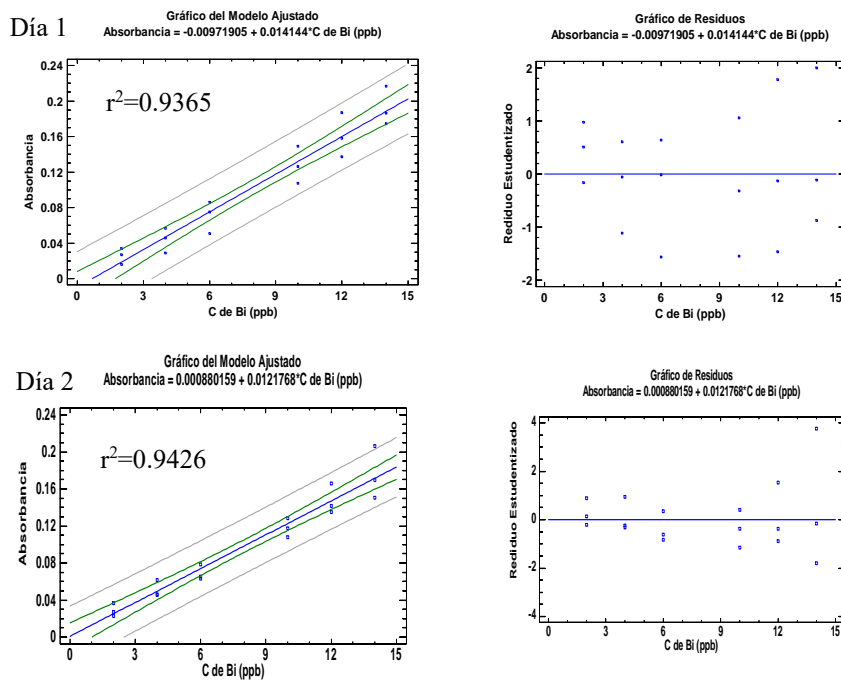 Día 1
Gráfico del Modelo Ajustado
Absorbancia = -0.00971905 + 0.014144*C de Bi (ppb)
r²=0.9365
Absorbancia
0.24
0.2
0.16
0.12
0.08
0.04
0
0 3 6 9 12 15
C de Bi (ppb)
Gráfico de Residuos
Absorbancia = -0.00971905 + 0.014144*C de Bi (ppb)
Rediduo Estudentizado
2
1
0
-1
-2
0 3 6 9 12 15
C de Bi (ppb)
Día 2
Gráfico del Modelo Ajustado
Absorbancia = 0.000880159 + 0.0121768*C de Bi (ppb)
r²=0.9426
Absorbancia
0.24
0.2
0.16
0.12
0.08
0.04
0
0 3 6 9 12 15
C de Bi (ppb)
Gráfico de Residuos
Absorbancia = 0.000880159 + 0.0121768*C de Bi (ppb)
Rediduo Estudentizado
4
2
0
-2
-4
0 3 6 9 12 15
C de Bi (ppb)